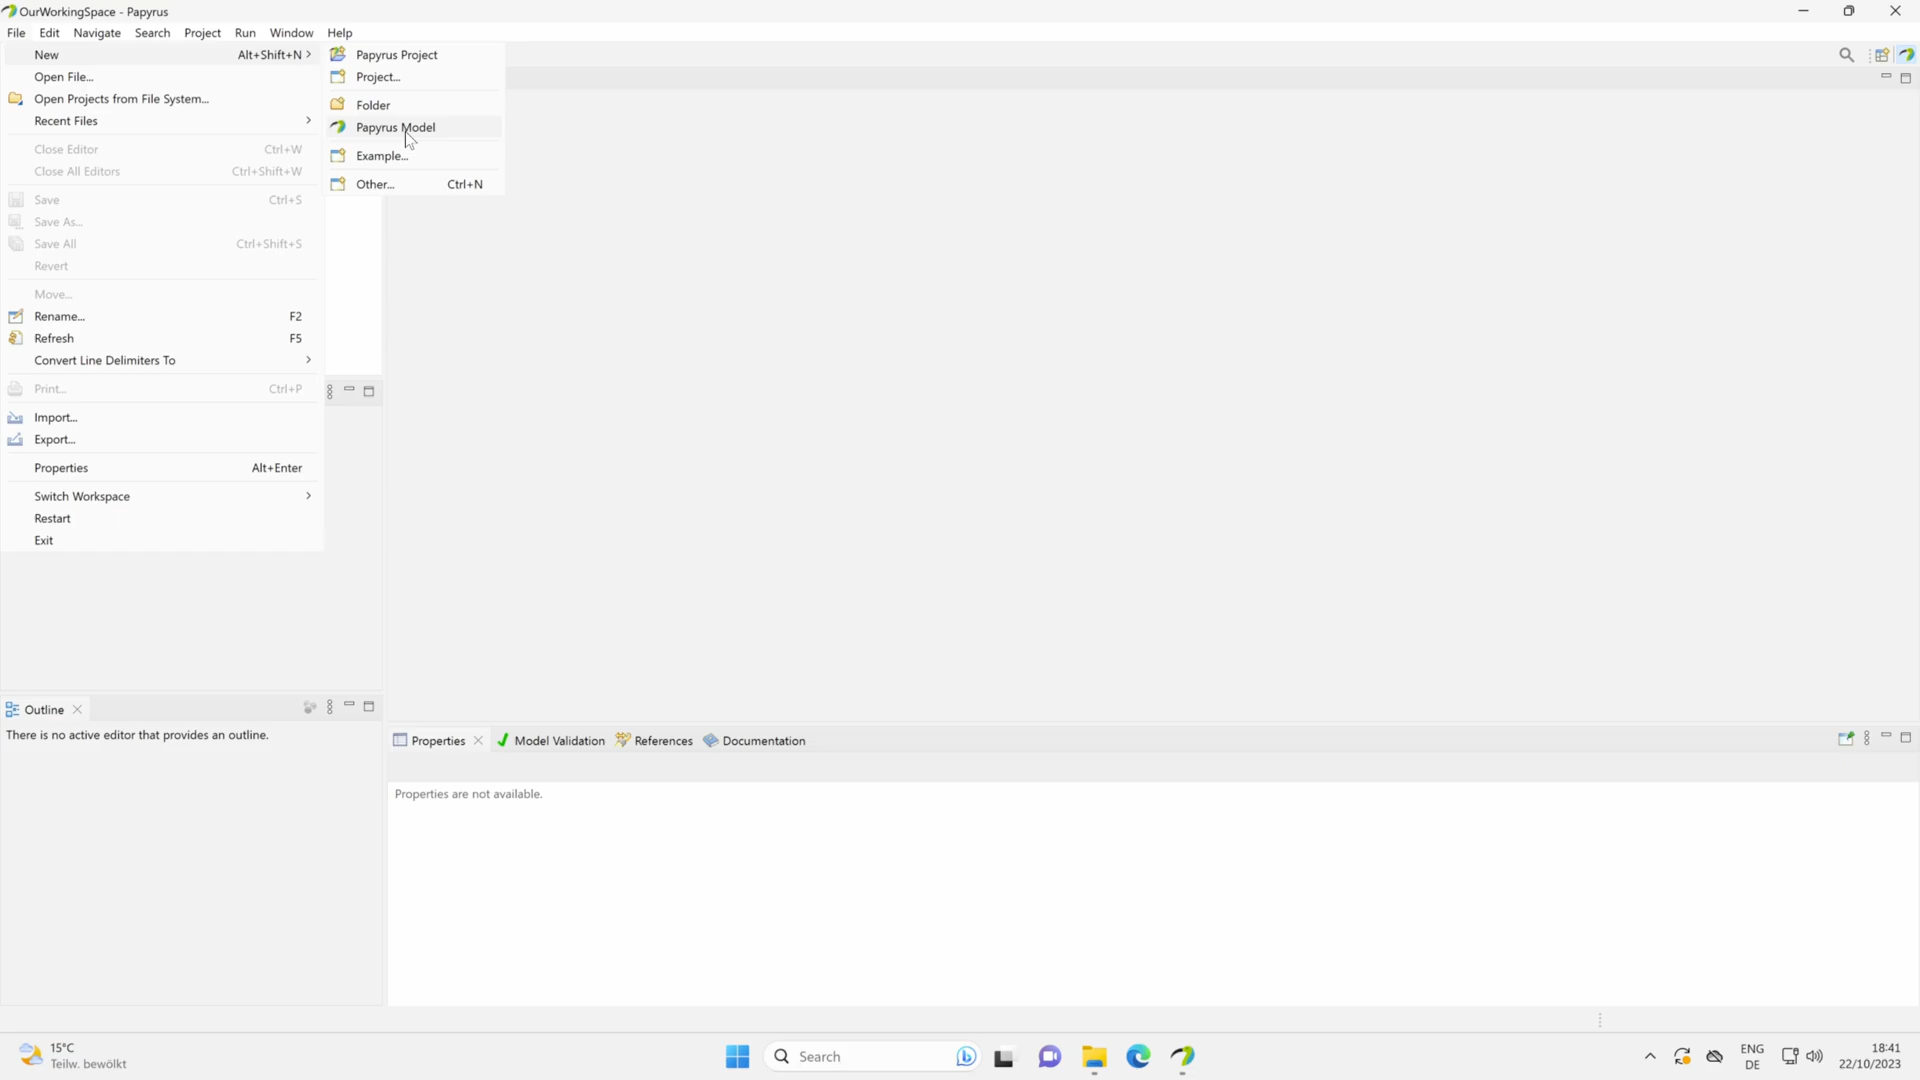 OurWorkingSpace - Papyrus
File Edit Navigate Search Project Run Window Help
New Alt+Shift+N
Open File...
Open Projects from File System...
Recent Files
Close Editor Ctrl+W
Close All Editors Ctrl+Shift+W
Save Ctrl+S
Save As...
Save All Ctrl+Shift+S
Revert
Move...
Rename... F2
Refresh F5
Convert Line Delimiters To
Print... Ctrl+P
Import...
Export...
Properties Alt+Enter
Switch Workspace
Restart
Exit
Papyrus Project
Project...
Folder
Papyrus Model
Example...
Other... Ctrl+N
Outline
There is no active editor that provides an outline.
Properties Model Validation References Documentation
Properties are not available.
15°C
Teilw. bewölkt
Search
ENG
DE
18:41
22/10/2023